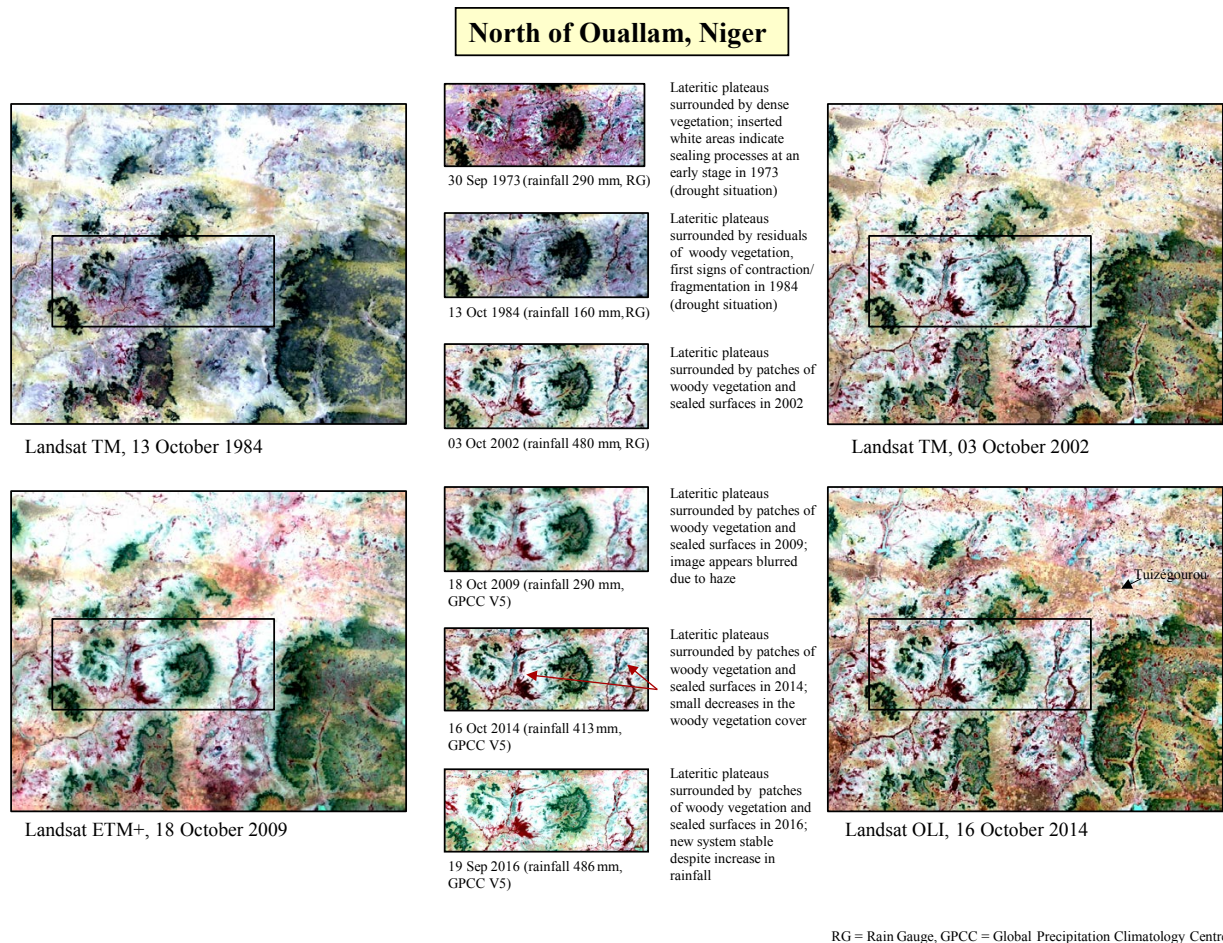 North of Ouallam, Niger
Landsat TM, 13 October 1984
30 Sep 1973 (rainfall 290 mm, RG)
Lateritic plateaus
surrounded by dense
vegetation; inserted
white areas indicate
sealing processes at an
early stage in 1973
(drought situation)
13 Oct 1984 (rainfall 160 mm, RG)
Lateritic plateaus
surrounded by residuals
of woody vegetation,
first signs of contraction/
fragmentation in 1984
(drought situation)
03 Oct 2002 (rainfall 480 mm, RG)
Lateritic plateaus
surrounded by patches of
woody vegetation and
sealed surfaces in 2002
Landsat TM, 03 October 2002
Landsat ETM+, 18 October 2009
18 Oct 2009 (rainfall 290 mm,
GPCC V5)
Lateritic plateaus
surrounded by patches of
woody vegetation and
sealed surfaces in 2009;
image appears blurred
due to haze
16 Oct 2014 (rainfall 413 mm,
GPCC V5)
Lateritic plateaus
surrounded by patches of
woody vegetation and
sealed surfaces in 2014;
small decreases in the
woody vegetation cover
19 Sep 2016 (rainfall 486 mm,
GPCC V5)
Lateritic plateaus
surrounded by patches
of woody vegetation and
sealed surfaces in 2016;
new system stable
despite increase in
rainfall
Tuizégourou
Landsat OLI, 16 October 2014
RG = Rain Gauge, GPCC = Global Precipitation Climatology Centre